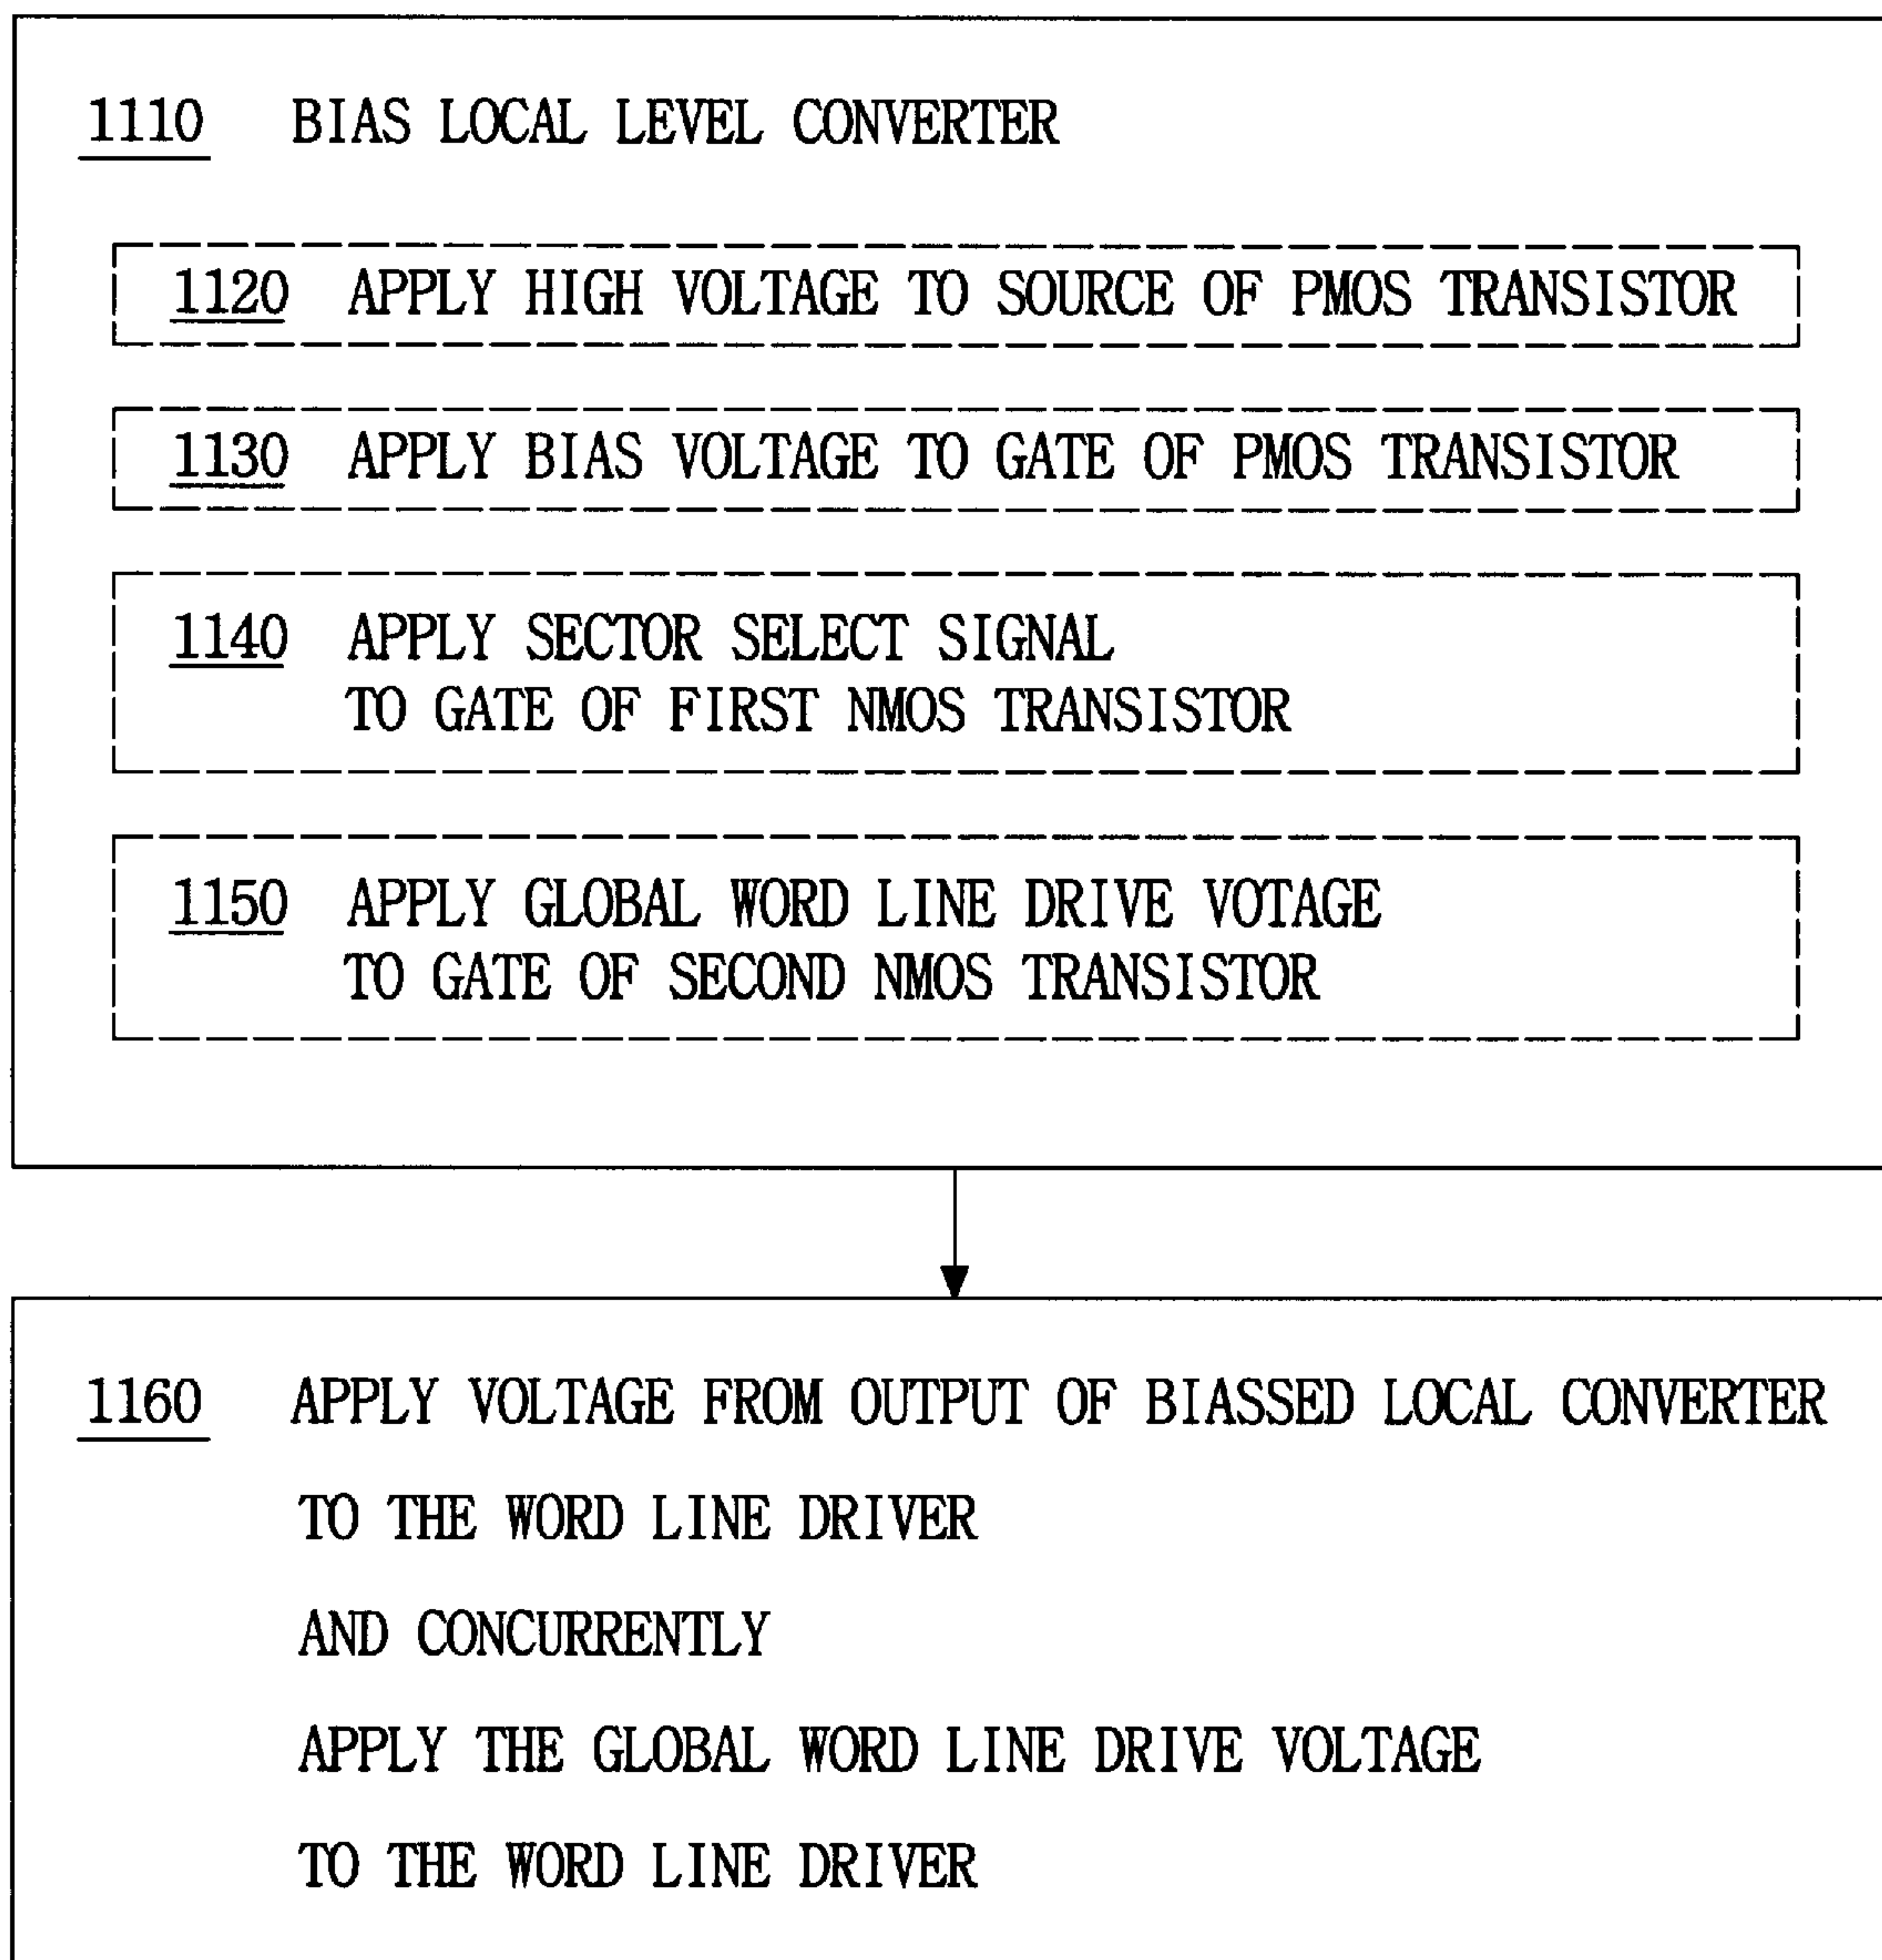 1110 BIAS LOCAL LEVEL CONVERTER
1120 APPLY HIGH VOLTAGE TO SOURCE OF PMOS TRANSISTOR
1130 APPLY BIAS VOLTAGE TO GATE OF PMOS TRANSISTOR
1140 APPLY SECTOR SELECT SIGNAL
TO GATE OF FIRST NMOS TRANSISTOR
1150 APPLY GLOBAL WORD LINE DRIVE VOTAGE
TO GATE OF SECOND NMOS TRANSISTOR
1160 APPLY VOLTAGE FROM OUTPUT OF BIASSED LOCAL CONVERTER
TO THE WORD LINE DRIVER
AND CONCURRENTLY
APPLY THE GLOBAL WORD LINE DRIVE VOLTAGE
TO THE WORD LINE DRIVER